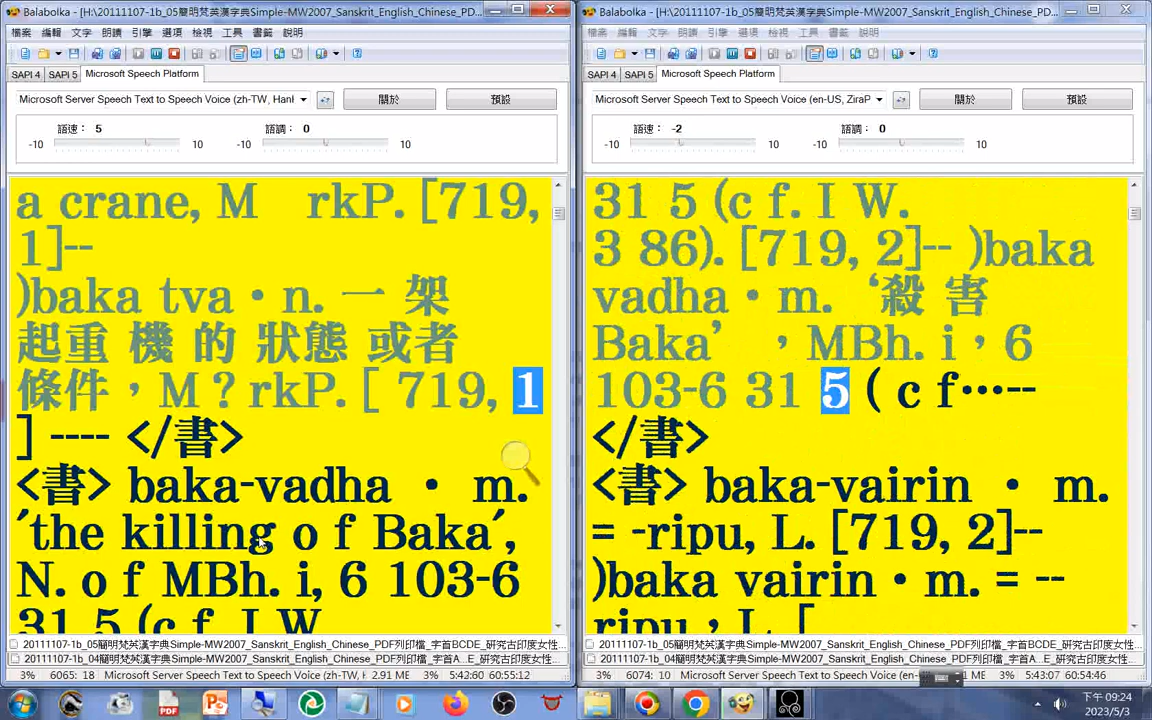 Balabolka - [H:\20111107-1b_05簡明梵英漢字典Simple-MW2007_Sanskrit_English_Chinese_PD...
檔案 編輯 文字 朗讀 引擎 選項 檢視 工具 書籤 說明
SAPI 4 SAPI 5 Microsoft Speech Platform
Microsoft Server Speech Text to Speech Voice (zh-TW, Hanl
關於 預設
語速： 5 語調： 0
-10 10 -10 10
a crane, M rkP. [719,
1]--
)baka tva • n. 一 架
起重 機 的 狀態 或者
條件，M？rkP. [ 719, 1
] ---- </書>
<書> baka-vadha • m.
'the killing o f Baka',
N. o f MBh. i, 6 103-6
31 5 (c f. I W.
20111107-1b_05簡明梵英漢字典Simple-MW2007_Sanskrit_English_Chinese_PDF列印檔_字首BCDE_研究古印度女性...
20111107-1b_04簡明梵英漢字典Simple-MW2007_Sanskrit_English_Chinese_PDF列印檔_字首A...E_研究古印度女性...
3% 6065: 18 Microsoft Server Speech Text to Speech Voice (zh-TW, H 2.91 ME 3% 5:42:60 60:55:12
Balabolka - [H:\20111107-1b_05簡明梵英漢字典Simple-MW2007_Sanskrit_English_Chinese_PD...
檔案 編輯 文字 朗讀 引擎 選項 檢視 工具 書籤 說明
SAPI 4 SAPI 5 Microsoft Speech Platform
Microsoft Server Speech Text to Speech Voice (en-US, ZiraP
關於 預設
語速： -2 語調： 0
-10 10 -10 10
31 5 (c f. I W.
3 86). [719, 2]-- )baka
vadha • m. ‘殺 害
Baka’ ，MBh. i，6
103-6 31 5 ( c f…--
</書>
<書> baka-vairin • m.
= -ripu, L. [719, 2]--
)baka vairin • m. = --
ripu，L. [
20111107-1b_05簡明梵英漢字典Simple-MW2007_Sanskrit_English_Chinese_PDF列印檔_字首BCDE_研究古印度女性...
20111107-1b_04簡明梵英漢字典Simple-MW2007_Sanskrit_English_Chinese_PDF列印檔_字首A...E_研究古印度女性...
3% 6074: 10 Microsoft Server Speech Text to Speech Voice (en-U ME 3% 5:43:00 60:54:46
PDF
下午 09:24
2023/5/3